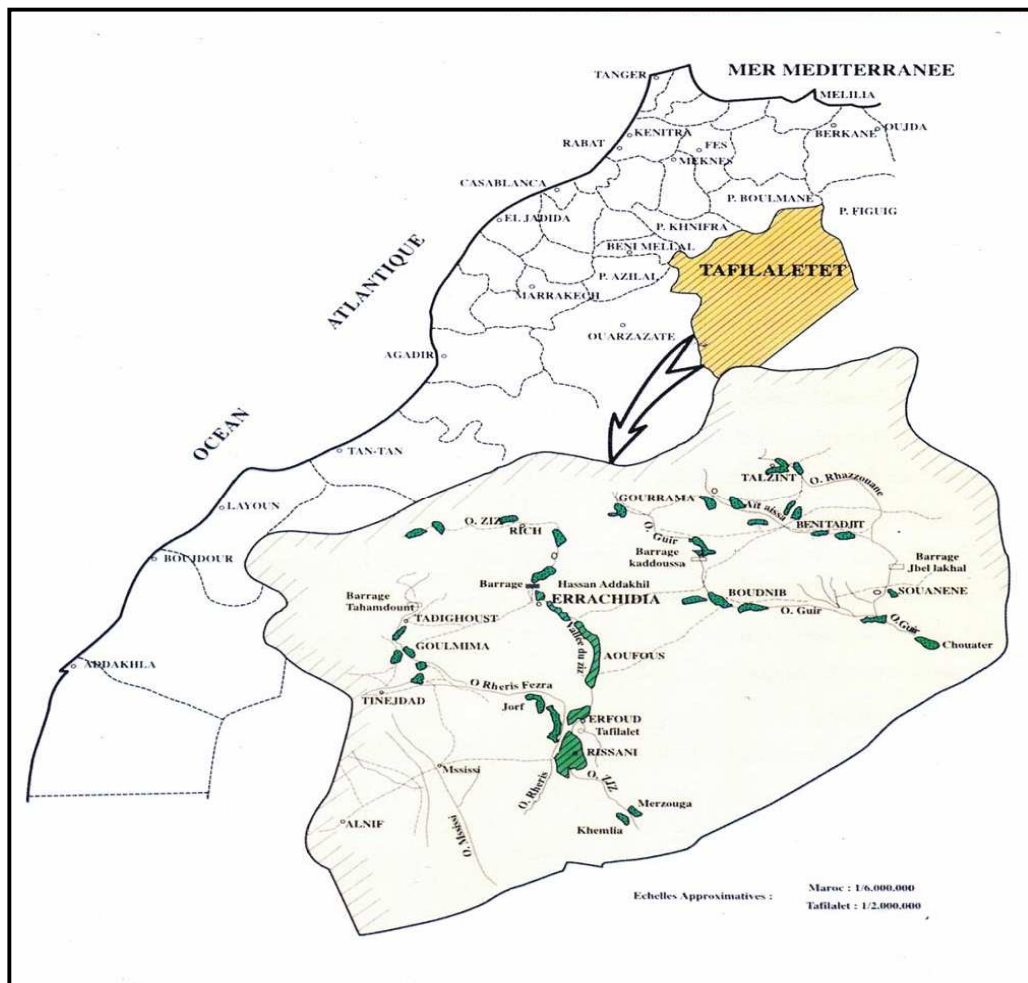 MER MEDITERRANEE
TANGER
MELILIA
KENITRA
BERKANE
OUJDA
RABAT
FES
MEKNES
CASABLANCA
P. BOULMANE
P. FIGUIG
EL JADIDA
P. KHNIFRA
BENI MELLAL
TAFILALETET
P. AZILAL
MARRAKECH
ATLANTIQUE
OUARZAZATE
AGADIR
OCEAN
TAN-TAN
LAYOUN
BOUJDOUR
ADDAKHLA
TALZINT
O. Rhazzouane
GOURRAMA
Ait aissa
O. ZIZ
RICH
O. Guir
BENI TADJIT
Barrage
kaddoussa
Barrage
Jbel lakhal
Barrage
Hassan Addakhil
ERRACHIDIA
BOUDNIB
SOUANENE
Barrage
Tahamdount
TADIGHOUST
O. Guir
O.Guir
Chouater
Vallée du ziz
GOULMIMA
AOUFOUS
O Rheris Fezra
TINEJDAD
Jorf
ERFOUD
Tafilalet
RISSANI
Mssissi
O. Rheris
O. ZIZ
Merzouga
Khemlia
ALNIF
Echelles Approximatives :
Maroc : 1/6.000.000
Tafilalet : 1/2.000.000